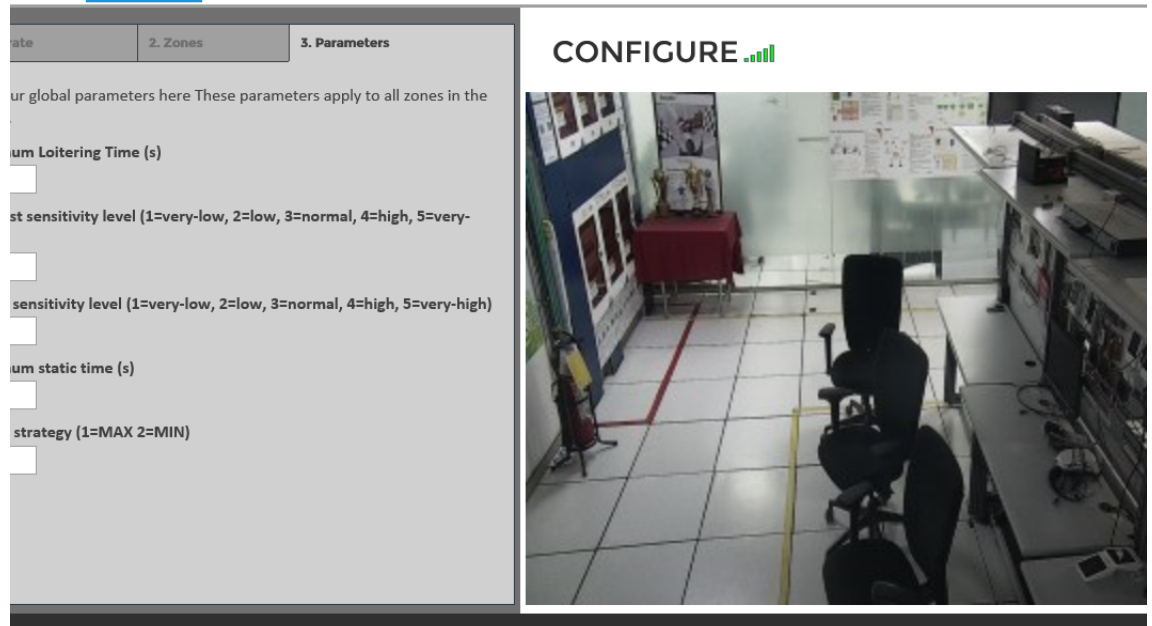 rate
2. Zones
3. Parameters
ur global parameters here These parameters apply to all zones in the
um Loitering Time (s)
st sensitivity level (1=very-low, 2=low, 3=normal, 4=high, 5=very-
sensitivity level (1=very-low, 2=low, 3=normal, 4=high, 5=very-high)
um static time (s)
strategy (1=MAX 2=MIN)
CONFIGURE